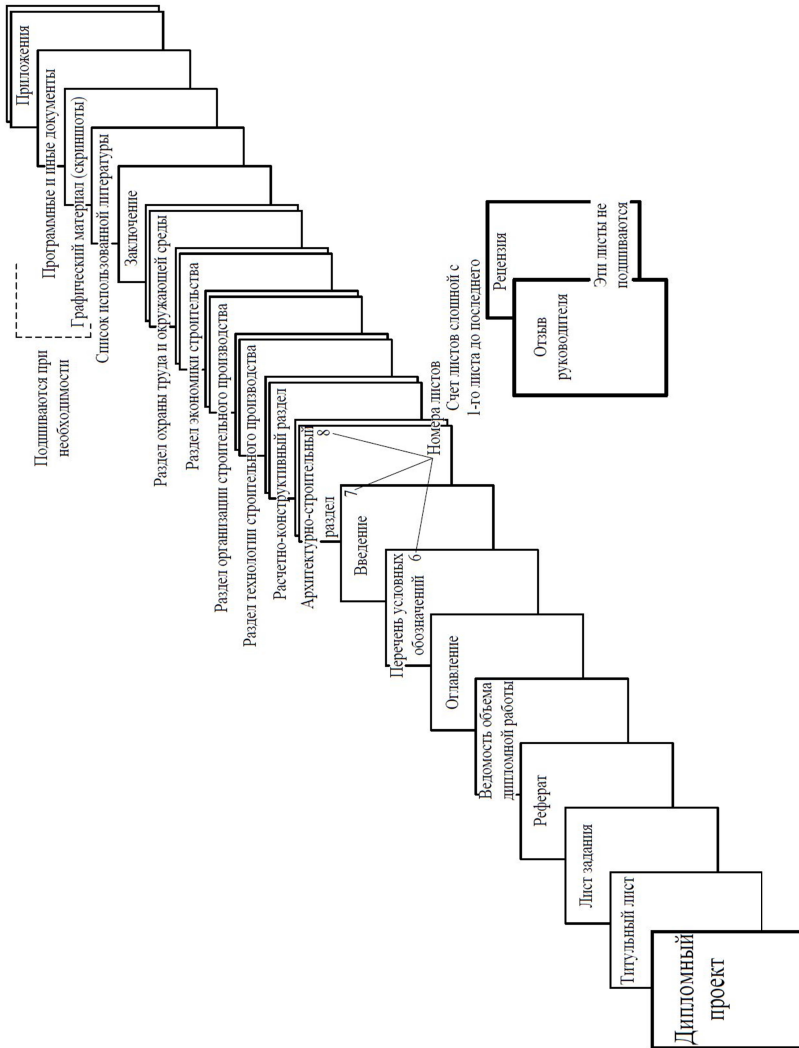 Дипломный
проект
Титульный лист
Лист задания
Реферат
Ведомость объема
дипломной работы
Оглавление
Перечень условных
обозначений
6
Введение
7
Архитектурно-строительный
раздел
8
Номера листов
Счет листов слошной с
1-го листа до последнего
Расчетно-конструктивный раздел
Раздел технологии строительного производства
Раздел организации строительного производства
Раздел экономики строительства
Раздел охраны труда и окружающей среды
Заключение
Список использованной литературы
Графический материал (скриншоты)
Программные и иные документы
Приложения
Подшиваются при
необходимости
Отзыв
руководителя
Рецензия
Эти листы не
подшиваются